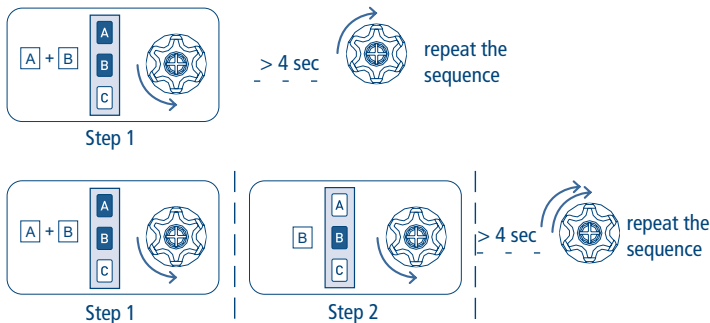 A
A + B
B
C
> 4 sec
repeat the
sequence
Step 1
A
A + B
B
C
Step 1
A
B
B
C
Step 2
> 4 sec
repeat the
sequence